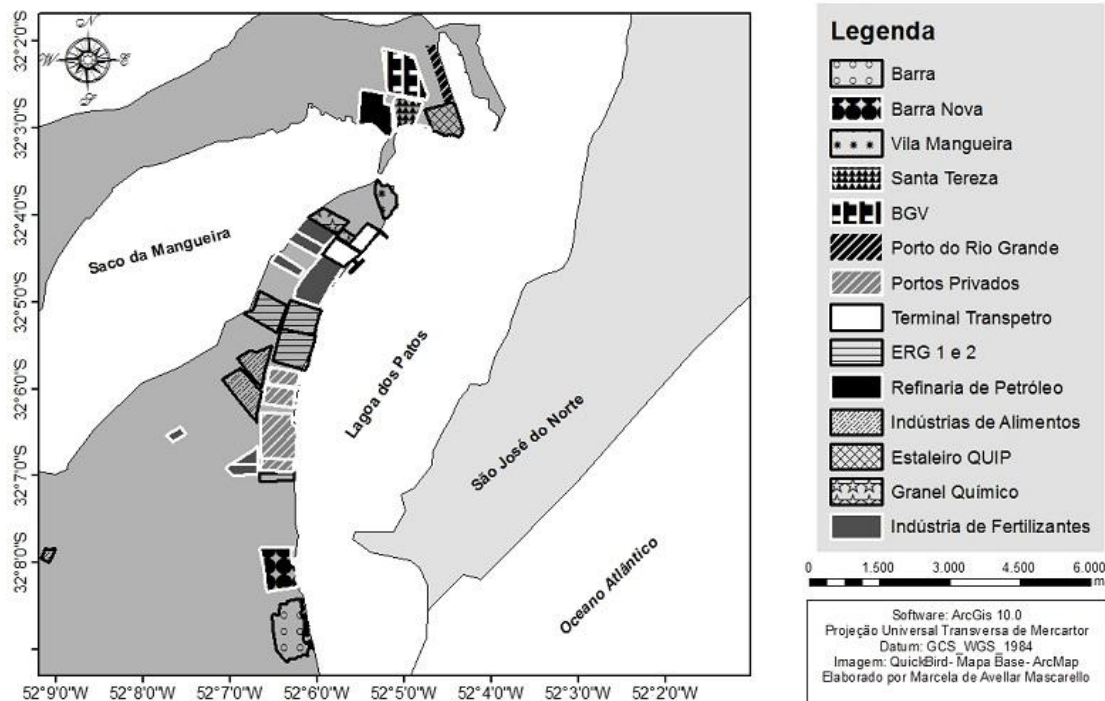 N
W
E
S
32°2'0"S
32°3'0"S
32°4'0"S
32°5'0"S
32°6'0"S
32°7'0"S
32°8'0"S
Saco da Mangueira
Lagoa dos Patos
São José do Norte
Oceano Atlântico
52°9'0"W
52°8'0"W
52°7'0"W
52°6'0"W
52°5'0"W
52°4'0"W
52°3'0"W
52°2'0"W
Legenda
Barra
Barra Nova
Vila Mangueira
Santa Tereza
BGV
Porto do Rio Grande
Portos Privados
Terminal Transpetro
ERG 1 e 2
Refinaria de Petróleo
Indústrias de Alimentos
Estaleiro QUIP
Granel Químico
Indústria de Fertilizantes
0 1.500 3.000 4.500 6.000
m
Software: ArcGis 10.0
Projeção Universal Transversa de Mercartor
Datum: GCS_WGS_1984
Imagem: QuickBird- Mapa Base- ArcMap
Elaborado por Marcela de Avellar Mascarello